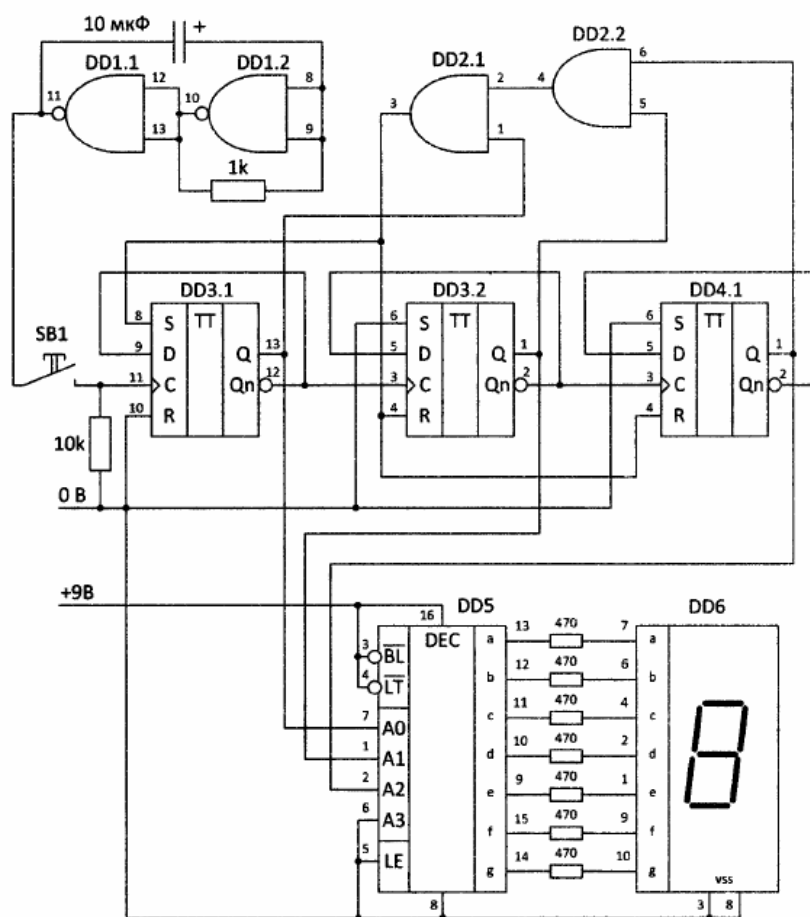 10 мкФ
+
DD1.1
DD1.2
11
12
13
10
8
9
1k
DD2.1
DD2.2
3
2
1
4
6
5
SB1
DD3.1
8
S
TT
9
D
Q
13
11
C
Qn
12
10
R
10k
DD3.2
6
S
TT
5
D
Q
1
3
C
Qn
2
4
R
DD4.1
6
S
TT
5
D
Q
1
3
C
Qn
2
4
R
0 В
+9В
16
DD5
DD6
DEC
3
BL
4
LT
7
A0
1
A1
2
A2
6
A3
5
LE
8
a
13
470
7
a
b
12
470
6
b
c
11
470
4
c
d
10
470
2
d
e
9
470
1
e
f
15
470
9
f
g
14
470
10
g
8
vss
3
8